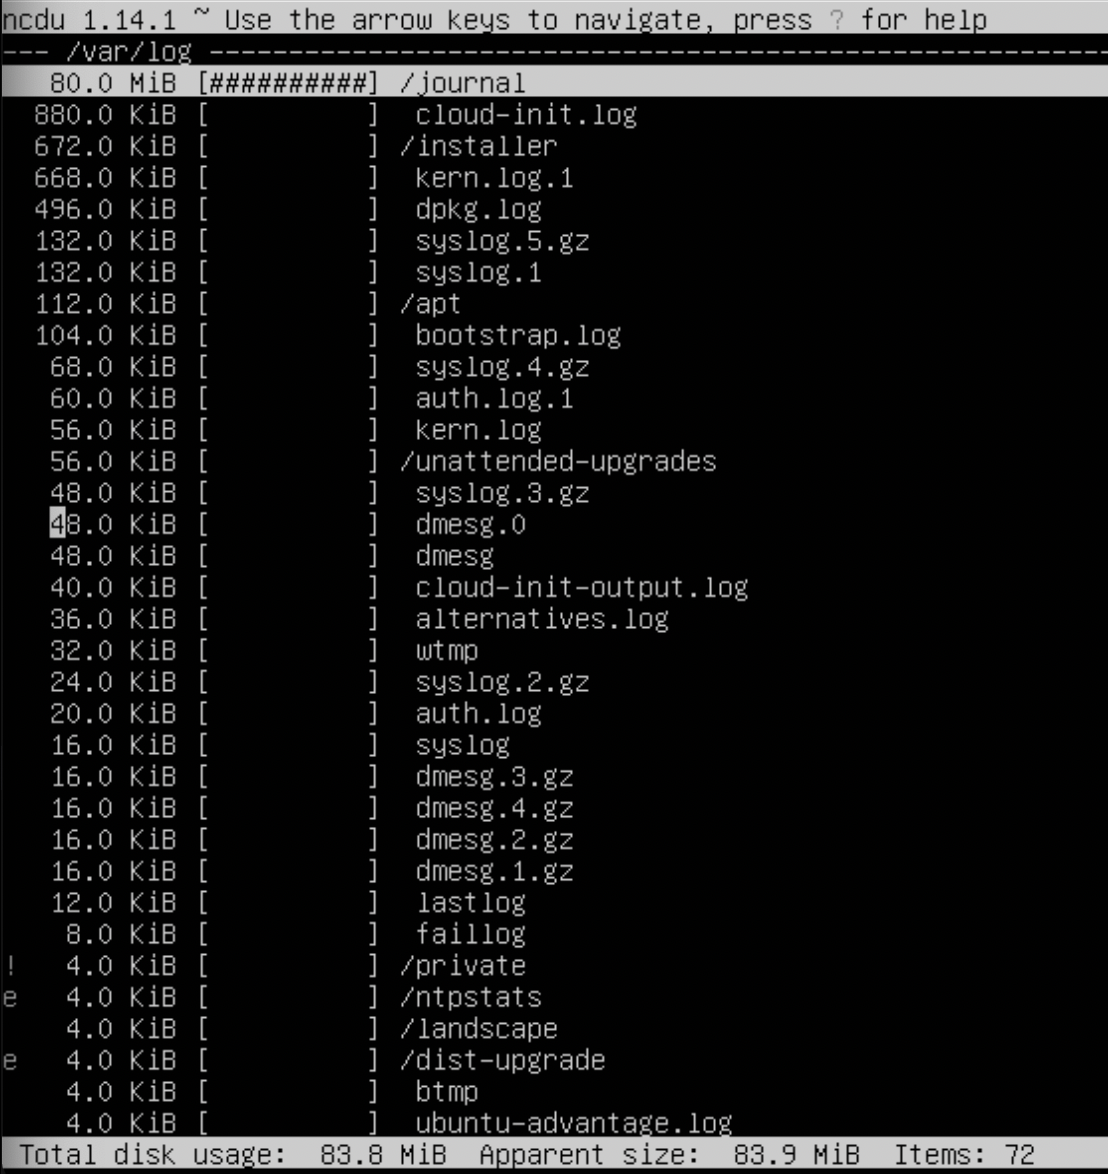 ncdu 1.14.1 ~ Use the arrow keys to navigate, press ? for help
--- /var/log ---------------------------------------------------------
   80.0 MiB [##########] /journal
  880.0 KiB [          ]  cloud-init.log
  672.0 KiB [          ] /installer
  668.0 KiB [          ]  kern.log.1
  496.0 KiB [          ]  dpkg.log
  132.0 KiB [          ]  syslog.5.gz
  132.0 KiB [          ]  syslog.1
  112.0 KiB [          ] /apt
  104.0 KiB [          ]  bootstrap.log
   68.0 KiB [          ]  syslog.4.gz
   60.0 KiB [          ]  auth.log.1
   56.0 KiB [          ]  kern.log
   56.0 KiB [          ] /unattended-upgrades
   48.0 KiB [          ]  syslog.3.gz
   48.0 KiB [          ]  dmesg.0
   48.0 KiB [          ]  dmesg
   40.0 KiB [          ]  cloud-init-output.log
   36.0 KiB [          ]  alternatives.log
   32.0 KiB [          ]  wtmp
   24.0 KiB [          ]  syslog.2.gz
   20.0 KiB [          ]  auth.log
   16.0 KiB [          ]  syslog
   16.0 KiB [          ]  dmesg.3.gz
   16.0 KiB [          ]  dmesg.4.gz
   16.0 KiB [          ]  dmesg.2.gz
   16.0 KiB [          ]  dmesg.1.gz
   12.0 KiB [          ]  lastlog
    8.0 KiB [          ]  faillog
!   4.0 KiB [          ] /private
e   4.0 KiB [          ] /ntpstats
    4.0 KiB [          ] /landscape
e   4.0 KiB [          ] /dist-upgrade
    4.0 KiB [          ]  btmp
    4.0 KiB [          ]  ubuntu-advantage.log
 Total disk usage:  83.8 MiB  Apparent size:  83.9 MiB  Items: 72